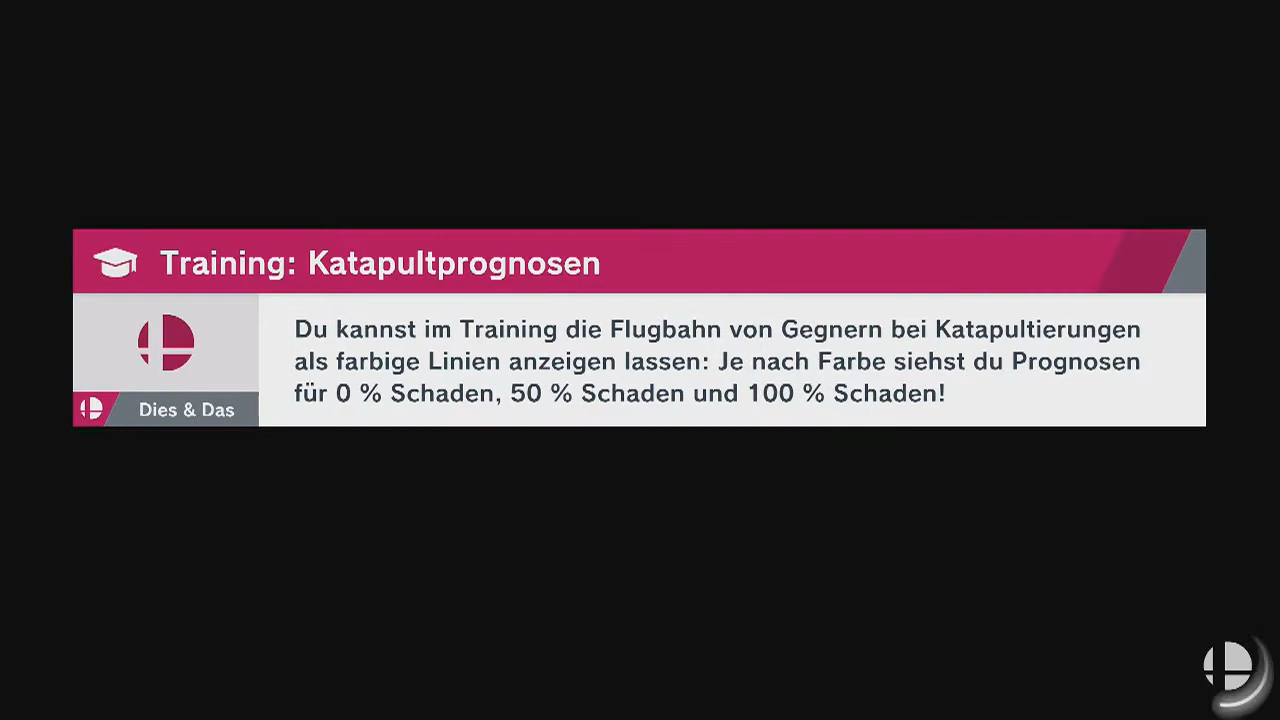 Training: Katapultprognosen
Du kannst im Training die Flugbahn von Gegnern bei Katapultierungen
als farbige Linien anzeigen lassen: Je nach Farbe siehst du Prognosen
für 0 % Schaden, 50 % Schaden und 100 % Schaden!
Dies & Das